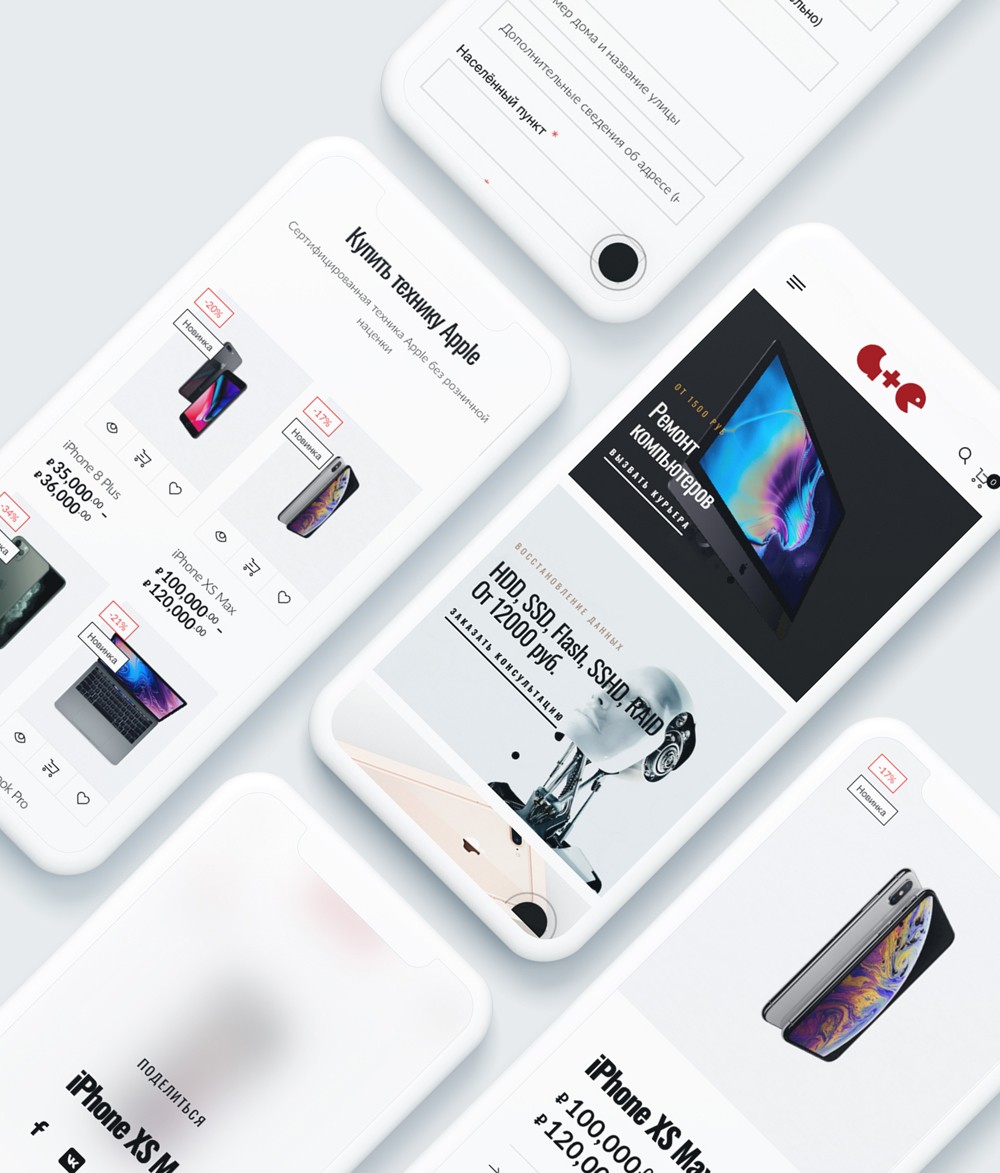 ольно)
мер дома и название улицы
Дополнительные сведения об адресе (н
Населённый пункт *
*
Купить технику Apple
Сертифицированная техника Apple без розничной
наценки
-20%
Новинка
iPhone 8 Plus
₽35,000.00 –
₽36,000.00
-17%
Новинка
iPhone XS Max
₽100,000.00 –
₽120,000.00
-34%
-21%
Новинка
ook Pro
a+e
0
ОТ 1500 РУБ
Ремонт
компьютеров
ВЫЗВАТЬ КУРЬЕРА
ВОССТАНОВЛЕНИЕ ДАННЫХ
HDD, SSD, Flash, SSHD, RAID
От 12000 руб.
ЗАКАЗАТЬ КОНСУЛЬТАЦИЮ
ПОДЕЛИТЬСЯ
iPhone XS M
-17%
Новинка
iPhone XS Max
₽100,000.0
₽120,00